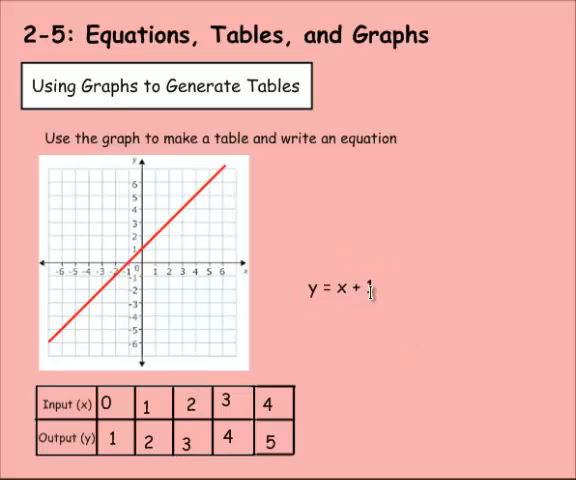 2-5: Equations, Tables, and Graphs
Using Graphs to Generate Tables
Use the graph to make a table and write an equation
y
6
5
4
3
2
1
-6 -5 -4 -3 -2 -1 0 1 2 3 4 5 6 x
-1
-2
-3
-4
-5
-6
y = x + 1
Input (x) 0 1 2 3 4
Output (y) 1 2 3 4 5